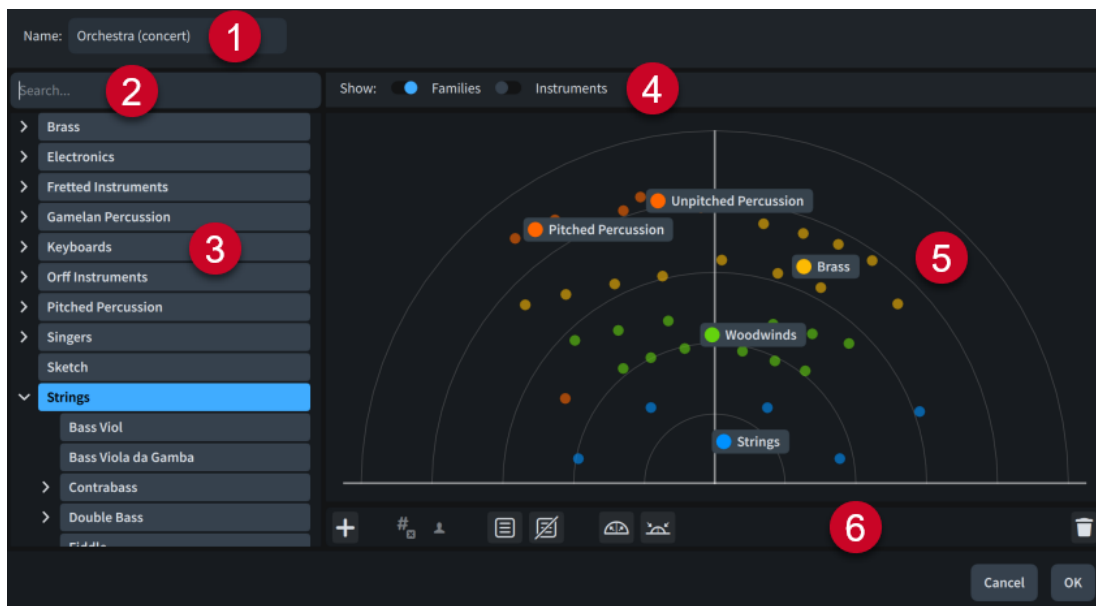 Name: Orchestra (concert) 1
Search... 2
Show: Families Instruments 4
Brass
Electronics
Fretted Instruments
Gamelan Percussion
Keyboards
3
Orff Instruments
Pitched Percussion
Singers
Sketch
Strings
Bass Viol
Bass Viola da Gamba
Contrabass
Double Bass
Fiddle
Unpitched Percussion
Pitched Percussion
Brass
5
Woodwinds
Strings
# 6
Cancel OK